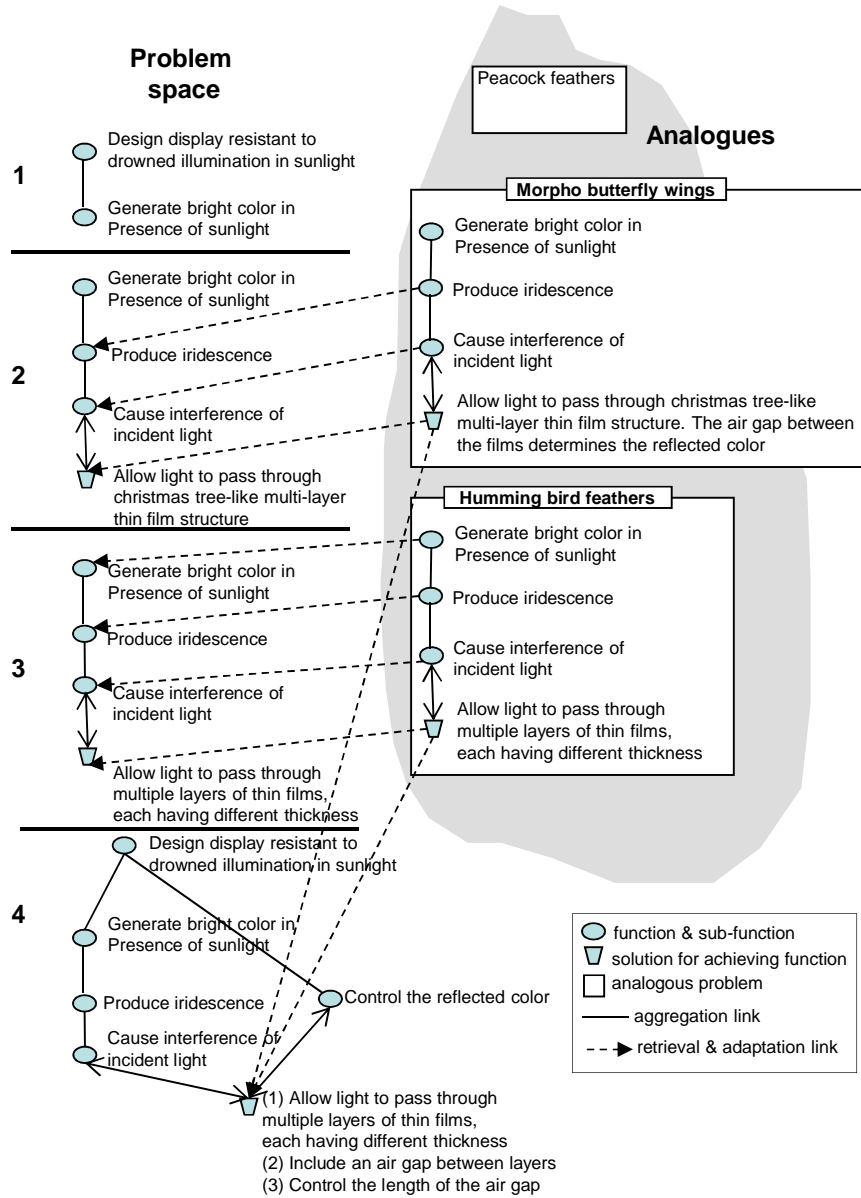 Problem
space
Peacock feathers
Analogues
1
Design display resistant to
drowned illumination in sunlight
Generate bright color in
Presence of sunlight
Morpho butterfly wings
Generate bright color in
Presence of sunlight
Produce iridescence
Cause interference of
incident light
Allow light to pass through christmas tree-like
multi-layer thin film structure. The air gap between
the films determines the reflected color
2
Generate bright color in
Presence of sunlight
Produce iridescence
Cause interference of
incident light
Allow light to pass through
christmas tree-like multi-layer
thin film structure
Humming bird feathers
Generate bright color in
Presence of sunlight
Produce iridescence
Cause interference of
incident light
Allow light to pass through
multiple layers of thin films,
each having different thickness
3
Generate bright color in
Presence of sunlight
Produce iridescence
Cause interference of
incident light
Allow light to pass through
multiple layers of thin films,
each having different thickness
4
Design display resistant to
drowned illumination in sunlight
Generate bright color in
Presence of sunlight
Produce iridescence
Control the reflected color
Cause interference of
incident light
(1) Allow light to pass through
multiple layers of thin films,
each having different thickness
(2) Include an air gap between layers
(3) Control the length of the air gap
function & sub-function
solution for achieving function
analogous problem
aggregation link
retrieval & adaptation link